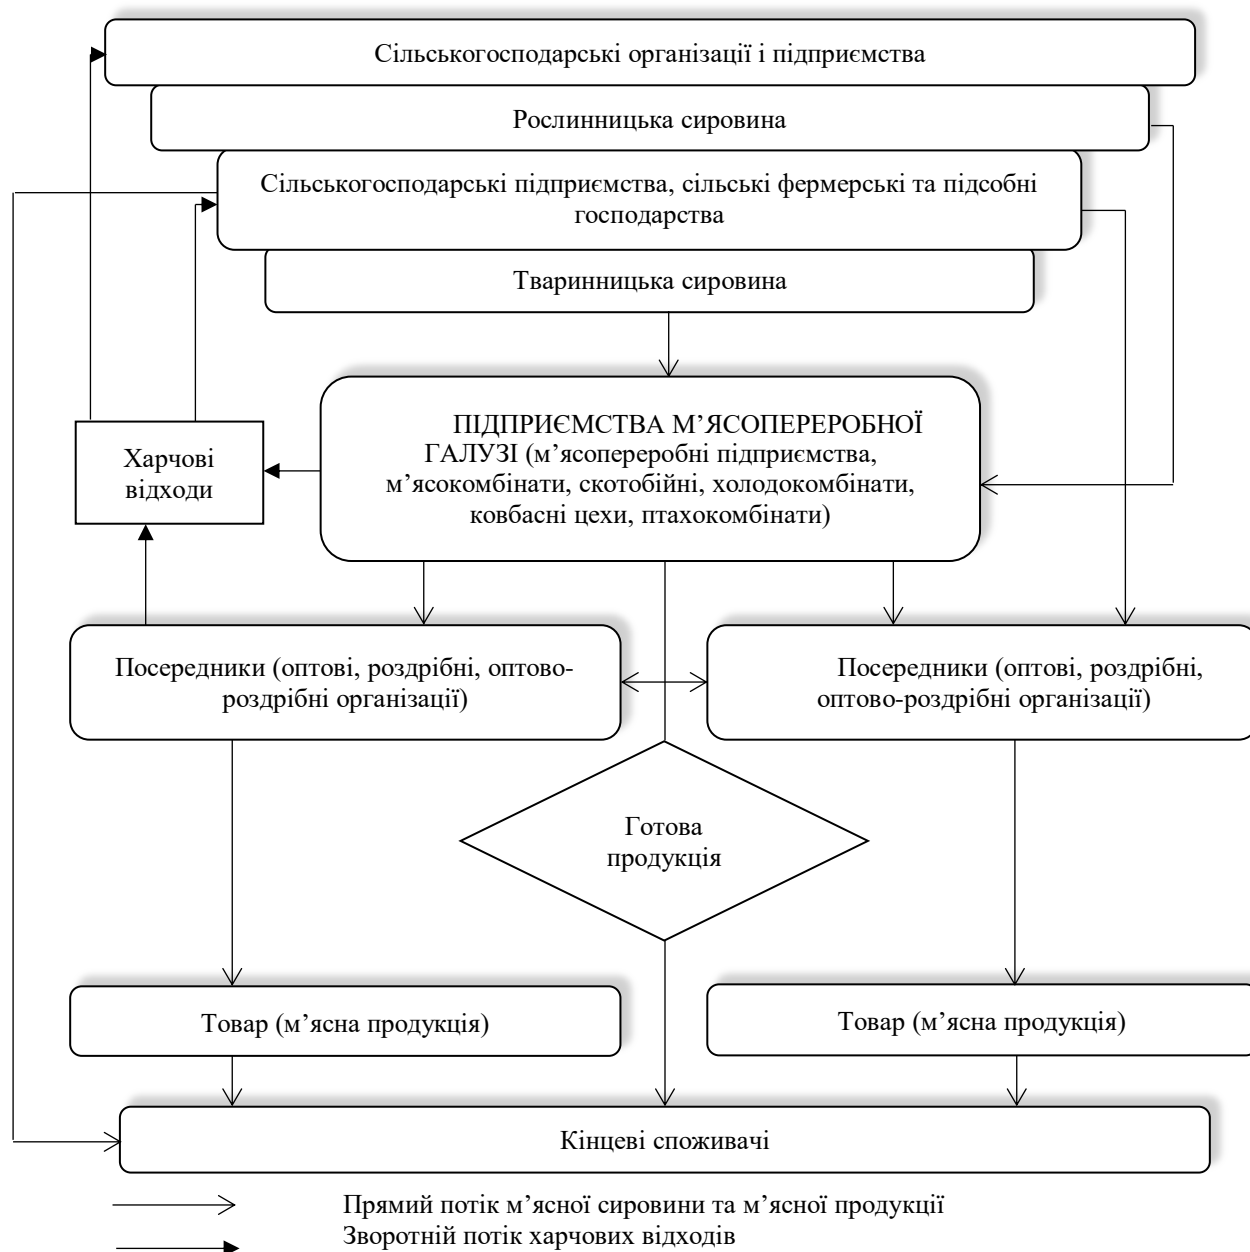 Сільськогосподарські організації і підприємства
Рослинницька сировина
Сільськогосподарські підприємства, сільські фермерські та підсобні
господарства
Тваринницька сировина
ПІДПРИЄМСТВА М’ЯСОПЕРЕРОБНОЇ
ГАЛУЗІ (м’ясопереробні підприємства,
м’ясокомбінати, скотобійні, холодокомбінати,
ковбасні цехи, птахокомбінати)
Харчові
відходи
Посередники (оптові, роздрібні, оптово-
роздрібні організації)
Посередники (оптові, роздрібні,
оптово-роздрібні організації)
Готова
продукція
Товар (м’ясна продукція)
Товар (м’ясна продукція)
Кінцеві споживачі
Прямий потік м’ясної сировини та м’ясної продукції
Зворотній потік харчових відходів